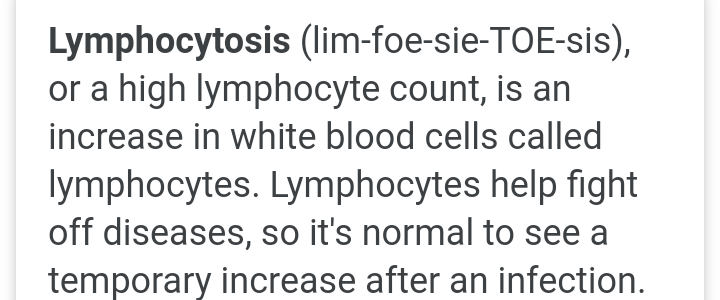 Lymphocytosis (lim-foe-sie-TOE-sis),
or a high lymphocyte count, is an
increase in white blood cells called
lymphocytes. Lymphocytes help fight
off diseases, so it's normal to see a
temporary increase after an infection.